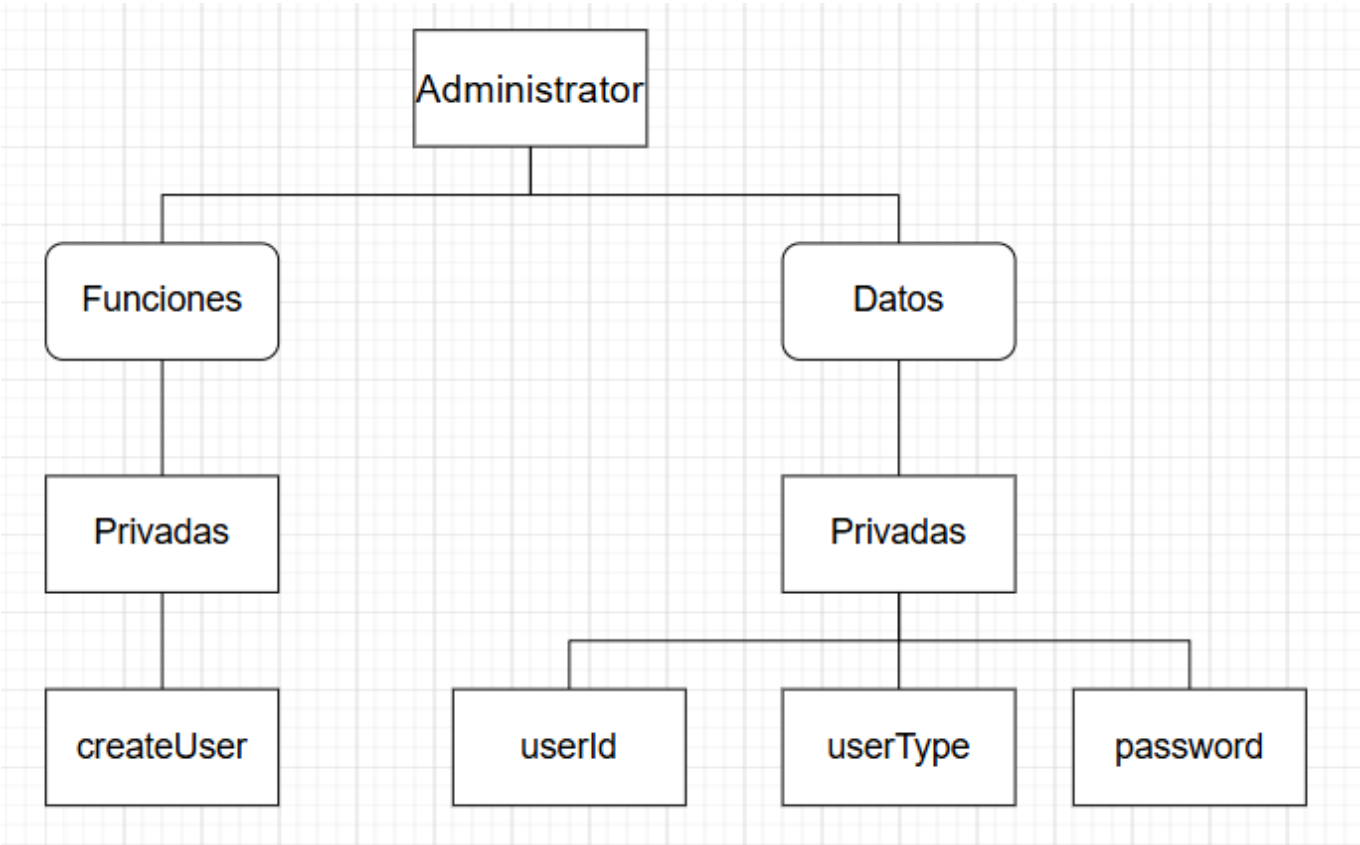 Administrator
Funciones
Datos
Privadas
Privadas
createUser
userId
userType
password